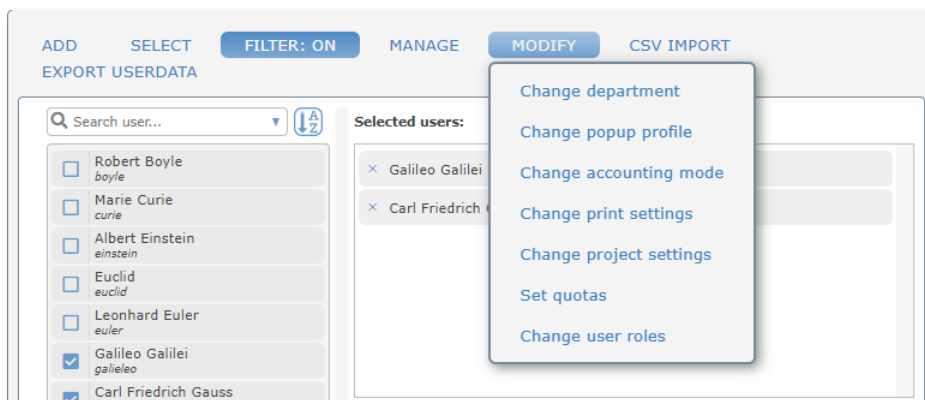 ADD SELECT FILTER: ON MANAGE MODIFY CSV IMPORT
EXPORT USERDATA
Search user...
Robert Boyle
boyle
Marie Curie
curie
Albert Einstein
einstein
Euclid
euclid
Leonhard Euler
euler
Galileo Galilei
galieleo
Carl Friedrich Gauss
Selected users:
× Galileo Galilei
× Carl Friedrich
Change department
Change popup profile
Change accounting mode
Change print settings
Change project settings
Set quotas
Change user roles